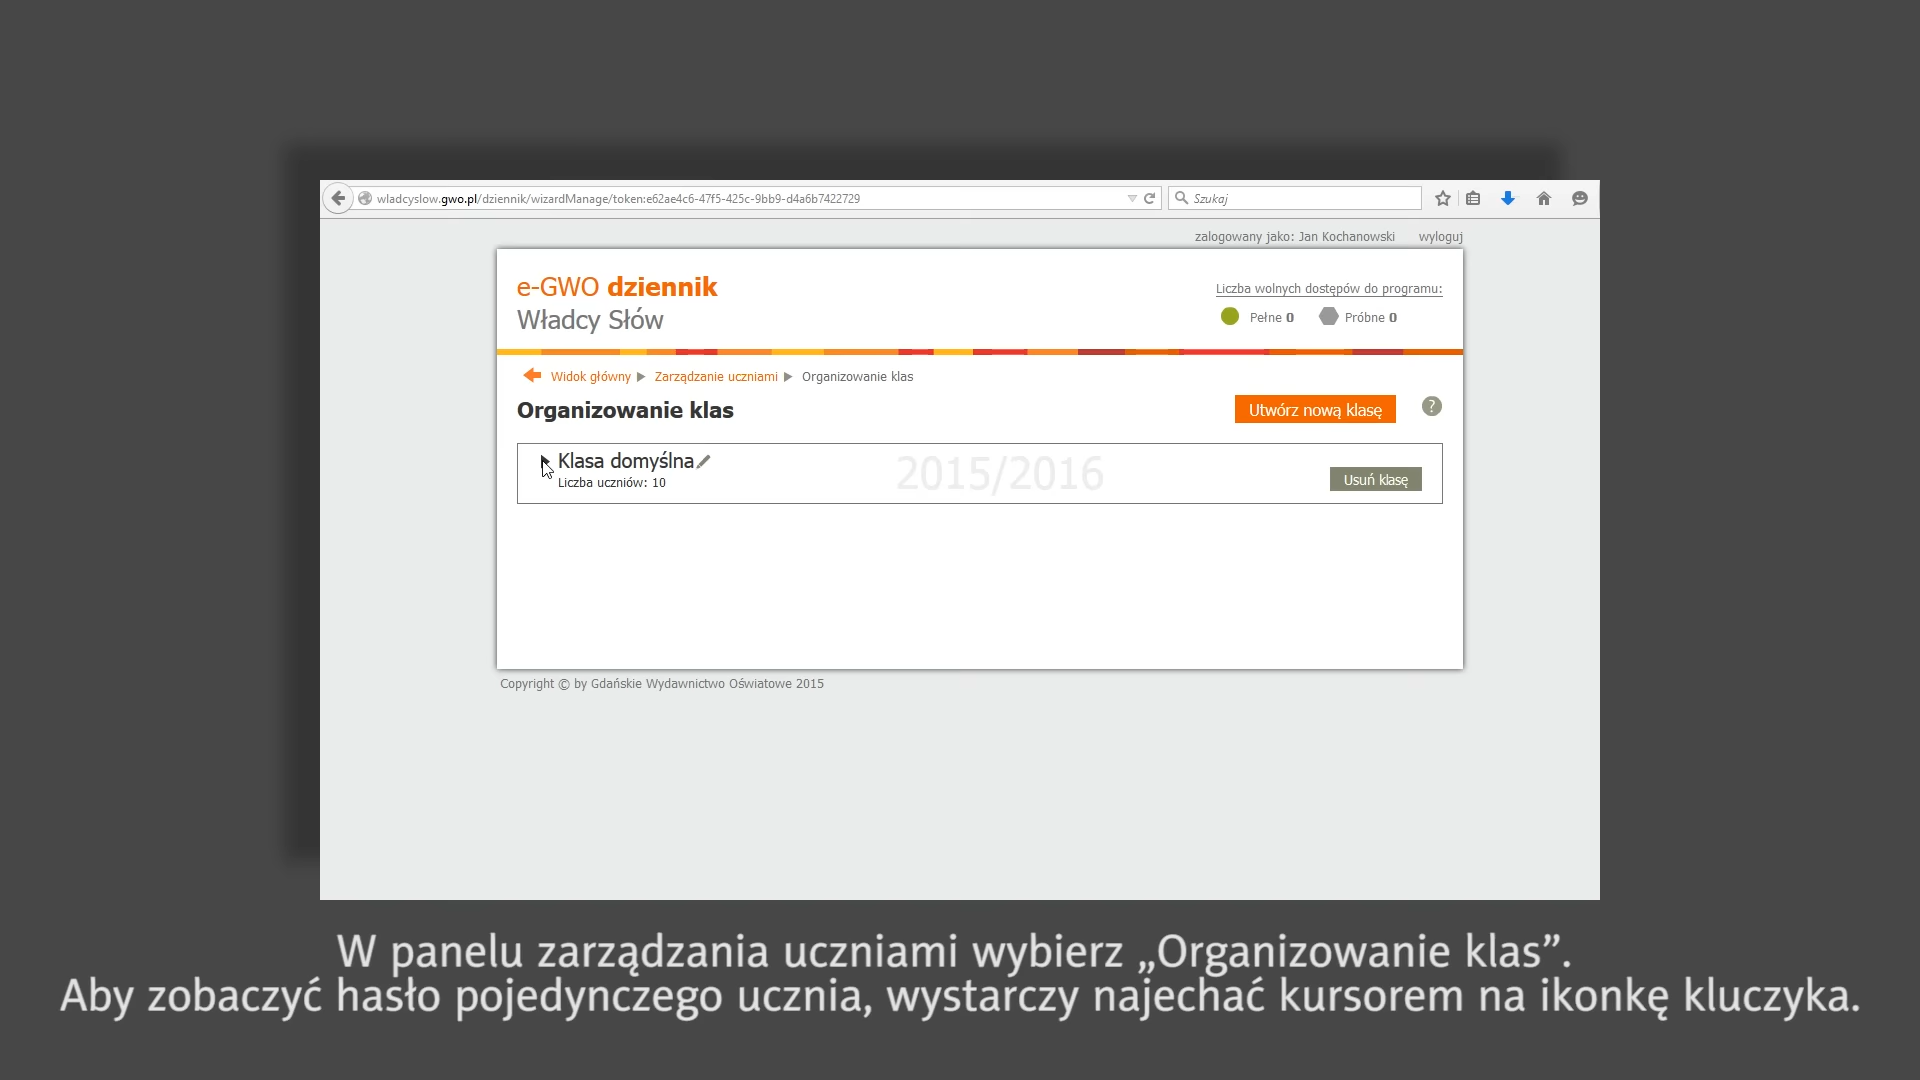 wladcyslow.gwo.pl/dziennik/wizardManage/token:e62ae4c6-47f5-425c-9bb9-d4a6b7422729
Szukaj
zalogowany jako: Jan Kochanowski wyloguj
e-GWO dziennik
Władcy Słów
Liczba wolnych dostępów do programu:
Pełne 0 Próbne 0
Widok główny Zarządzanie uczniami Organizowanie klas
Organizowanie klas
Utwórz nową klasę
?
Klasa domyślna
Liczba uczniów: 10
2015/2016
Usuń klasę
Copyright © by Gdańskie Wydawnictwo Oświatowe 2015
W panelu zarządzania uczniami wybierz „Organizowanie klas”.
Aby zobaczyć hasło pojedynczego ucznia, wystarczy najechać kursorem na ikonkę kluczyka.